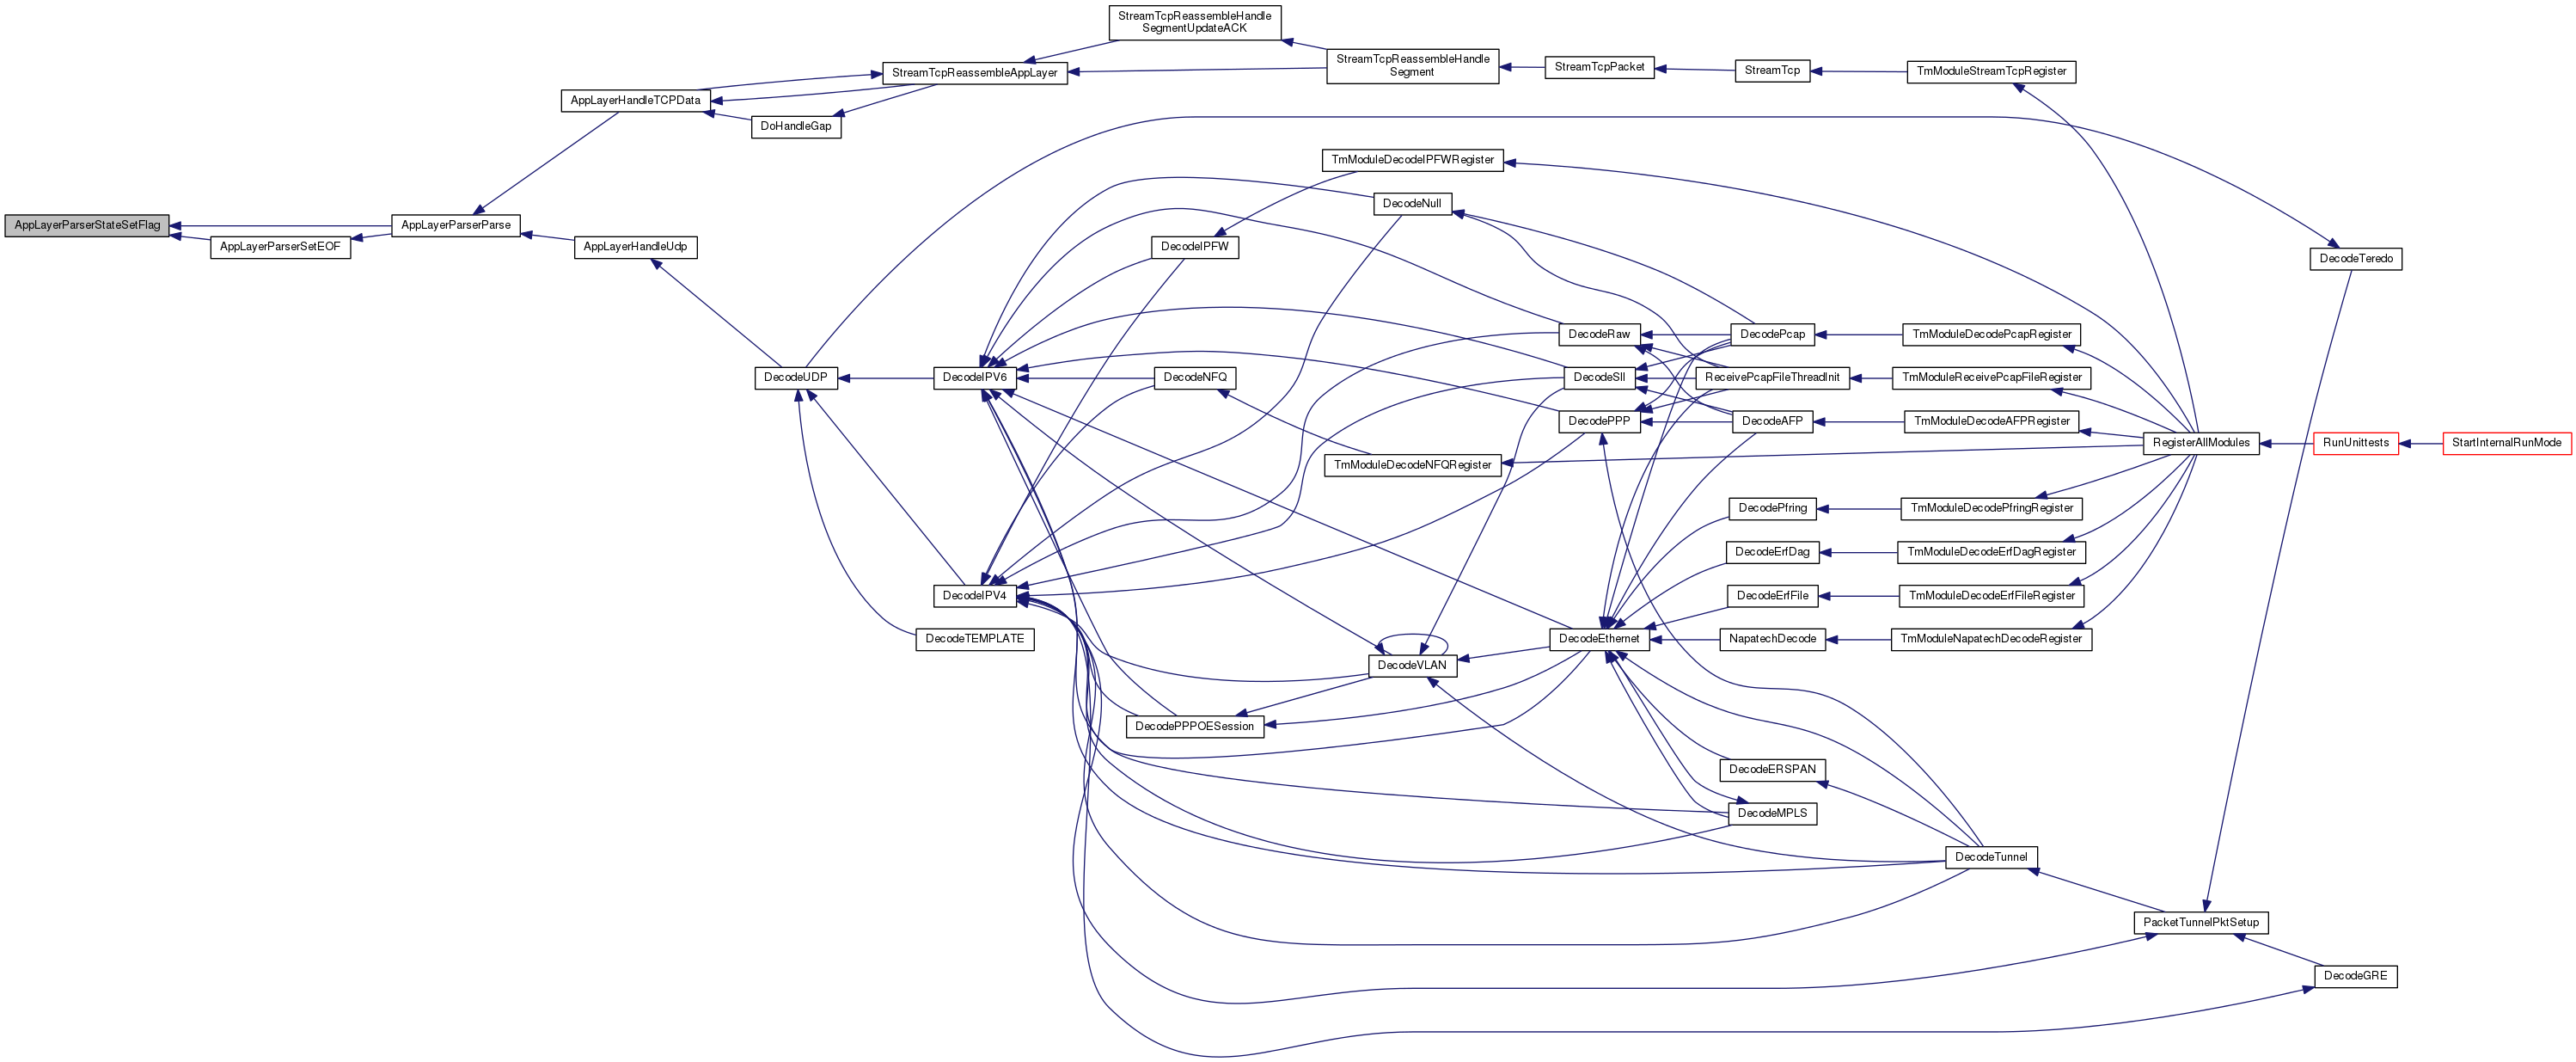 StreamTcpReassembleHandle
SegmentUpdateACK
StreamTcpReassembleHandle
Segment
StreamTcpReassembleAppLayer
StreamTcpPacket
StreamTcp
TmModuleStreamTcpRegister
AppLayerHandleTCPData
DoHandleGap
TmModuleDecodeIPFWRegister
DecodeNull
AppLayerParserStateSetFlag
AppLayerParserParse
AppLayerParserSetEOF
AppLayerHandleUdp
DecodeIPFW
DecodeTeredo
DecodeRaw
DecodePcap
TmModuleDecodePcapRegister
DecodeUDP
DecodeIPV6
DecodeNFQ
DecodeSll
ReceivePcapFileThreadInit
TmModuleReceivePcapFileRegister
DecodePPP
DecodeAFP
TmModuleDecodeAFPRegister
RegisterAllModules
RunUnittests
StartInternalRunMode
TmModuleDecodeNFQRegister
DecodePfring
TmModuleDecodePfringRegister
DecodeErfDag
TmModuleDecodeErfDagRegister
DecodeIPV4
DecodeErfFile
TmModuleDecodeErfFileRegister
DecodeTEMPLATE
DecodeEthernet
NapatechDecode
TmModuleNapatechDecodeRegister
DecodeVLAN
DecodePPPOESession
DecodeERSPAN
DecodeMPLS
DecodeTunnel
PacketTunnelPktSetup
DecodeGRE